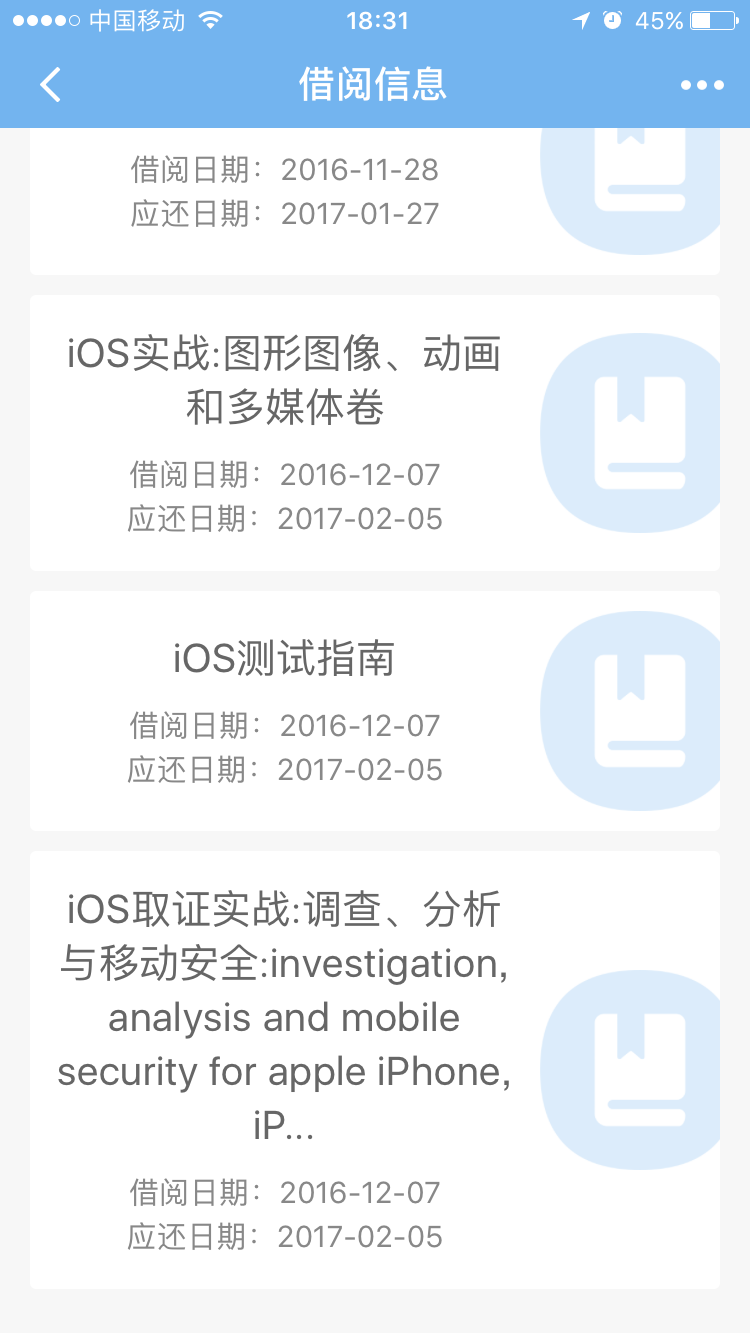 中国移动 18:31 45%
借阅信息
借阅日期：2016-11-28
应还日期：2017-01-27
iOS实战:图形图像、动画
和多媒体卷
借阅日期：2016-12-07
应还日期：2017-02-05
iOS测试指南
借阅日期：2016-12-07
应还日期：2017-02-05
iOS取证实战:调查、分析
与移动安全:investigation,
analysis and mobile
security for apple iPhone,
iP...
借阅日期：2016-12-07
应还日期：2017-02-05